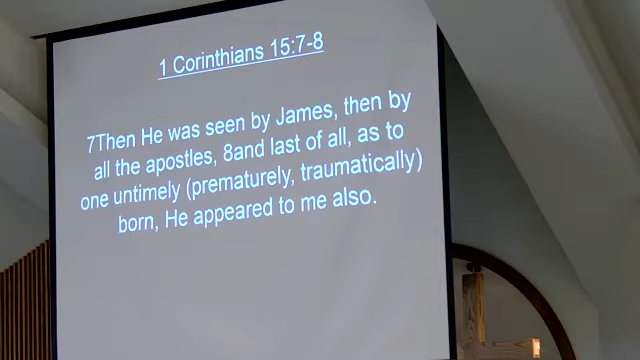 1 Corinthians 15:7-8
7Then He was seen by James, then by
all the apostles, 8and last of all, as to
one untimely (prematurely, traumatically)
born, He appeared to me also.